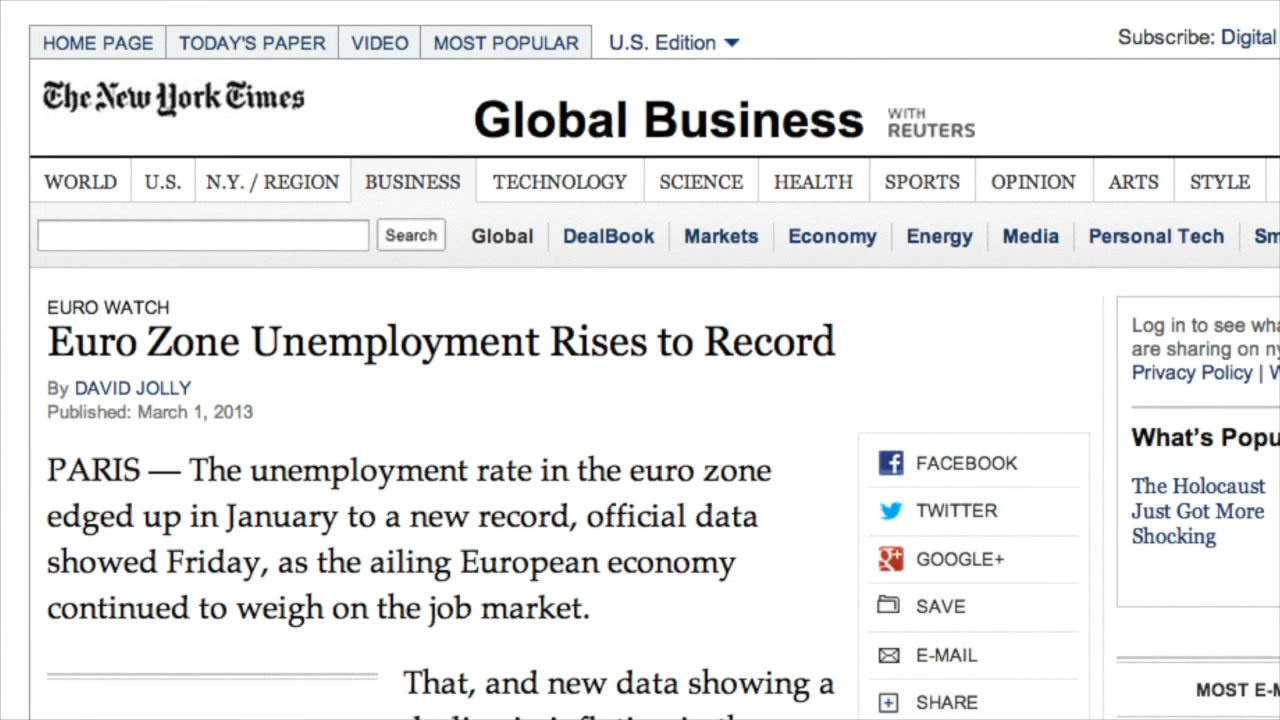 HOME PAGE TODAY'S PAPER VIDEO MOST POPULAR U.S. Edition Subscribe: Digital
The New York Times
Global Business WITH REUTERS
WORLD U.S. N.Y. / REGION BUSINESS TECHNOLOGY SCIENCE HEALTH SPORTS OPINION ARTS STYLE
Search Global DealBook Markets Economy Energy Media Personal Tech
EURO WATCH
Euro Zone Unemployment Rises to Record
By DAVID JOLLY
Published: March 1, 2013
PARIS — The unemployment rate in the euro zone
edged up in January to a new record, official data
showed Friday, as the ailing European economy
continued to weigh on the job market.
That, and new data showing a
FACEBOOK
TWITTER
GOOGLE+
SAVE
E-MAIL
SHARE
Log in to see
are sharing on
Privacy Policy |
What's
The Holocaust
Just Got More
Shocking
MOST